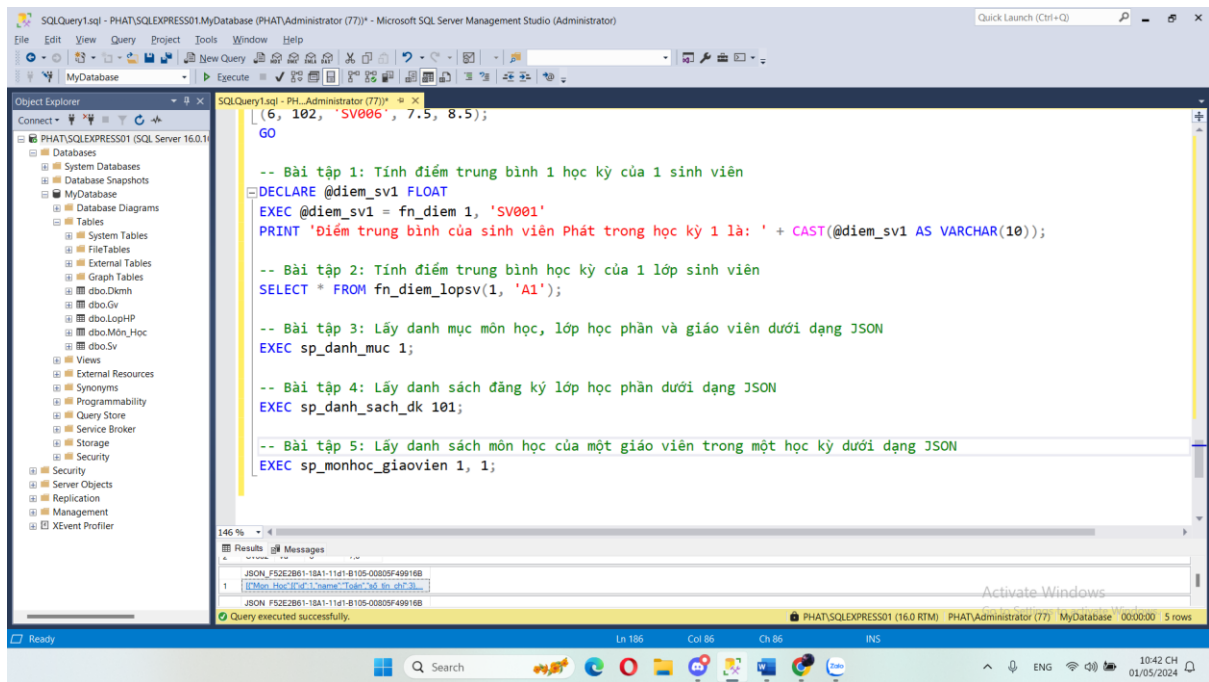 SQLQuery1.sql - PHAT\SQLEXPRESS01.MyDatabase (PHAT\Administrator (77))* - Microsoft SQL Server Management Studio (Administrator)
Quick Launch (Ctrl+Q)
File Edit View Query Project Tools Window Help
New Query
MyDatabase
Execute
Object Explorer
SQLQuery1.sql - PH...Administrator (77))*
Connect
PHAT\SQLEXPRESS01 (SQL Server 16.0.10
Databases
System Databases
Database Snapshots
MyDatabase
Database Diagrams
Tables
System Tables
FileTables
External Tables
Graph Tables
dbo.Dkmh
dbo.Gv
dbo.LopHP
dbo.Môn_Học
dbo.Sv
Views
External Resources
Synonyms
Programmability
Query Store
Service Broker
Storage
Security
Security
Server Objects
Replication
Management
XEvent Profiler
(6, 102, 'SV006', 7.5, 8.5);
GO
-- Bài tập 1: Tính điểm trung bình 1 học kỳ của 1 sinh viên
DECLARE @diem_sv1 FLOAT
EXEC @diem_sv1 = fn_diem 1, 'SV001'
PRINT 'Điểm trung bình của sinh viên Phát trong học kỳ 1 là: ' + CAST(@diem_sv1 AS VARCHAR(10));
-- Bài tập 2: Tính điểm trung bình học kỳ của 1 lớp sinh viên
SELECT * FROM fn_diem_lopsv(1, 'A1');
-- Bài tập 3: Lấy danh mục môn học, lớp học phần và giáo viên dưới dạng JSON
EXEC sp_danh_muc 1;
-- Bài tập 4: Lấy danh sách đăng ký lớp học phần dưới dạng JSON
EXEC sp_danh_sach_dk 101;
-- Bài tập 5: Lấy danh sách môn học của một giáo viên trong một học kỳ dưới dạng JSON
EXEC sp_monhoc_giaovien 1, 1;
146 %
Results Messages
JSON_F52E2B61-18A1-11d1-B105-00805F49916B
1 [{"Mon_Hoc":[{"id":1,"name":"Toán","số_tín_chỉ":3},...
JSON_F52E2B61-18A1-11d1-B105-00805F49916B
Activate Windows
Query executed successfully.
PHAT\SQLEXPRESS01 (16.0 RTM) PHAT\Administrator (77) MyDatabase 00:00:00 5 rows
Ready Ln 186 Col 86 Ch 86 INS
Search
Zalo
ENG
10:42 CH
01/05/2024